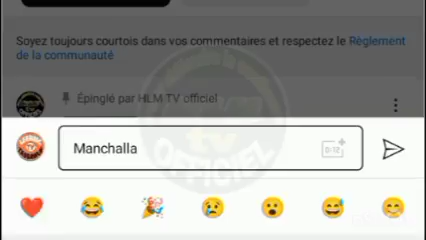 Soyez toujours courtois dans vos commentaires et respectez le Règlement
de la communauté
Épinglé par HLM TV officiel
Manchalla
OFFICIEL